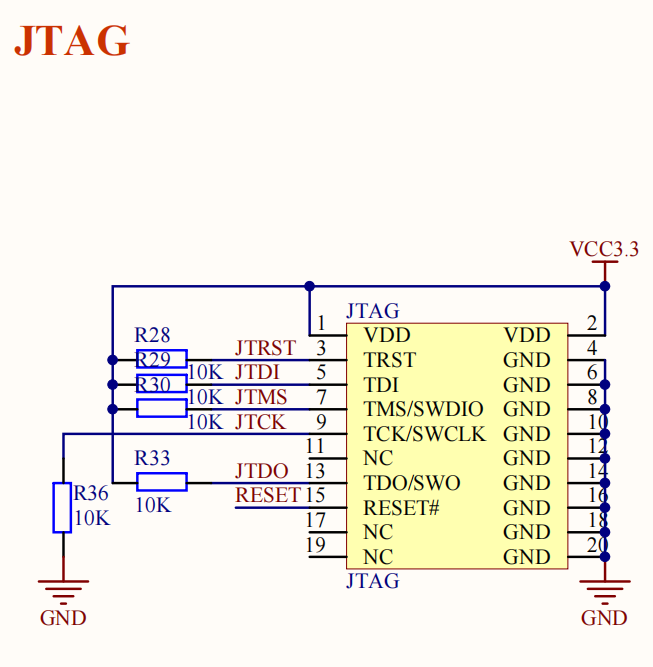 JTAG
VCC3.3
JTAG
1 VDD VDD 2
R28
JTRST 3 TRST GND 4
R29
10K JTDI 5 TDI GND 6
R30
10K JTMS 7 TMS/SWDIO GND 8
10K JTCK 9 TCK/SWCLK GND 10
11 NC GND 12
R33 JTDO 13 TDO/SWO GND 14
R36 10K RESET 15 RESET# GND 16
10K
17 NC GND 18
19 NC GND 20
JTAG
GND GND